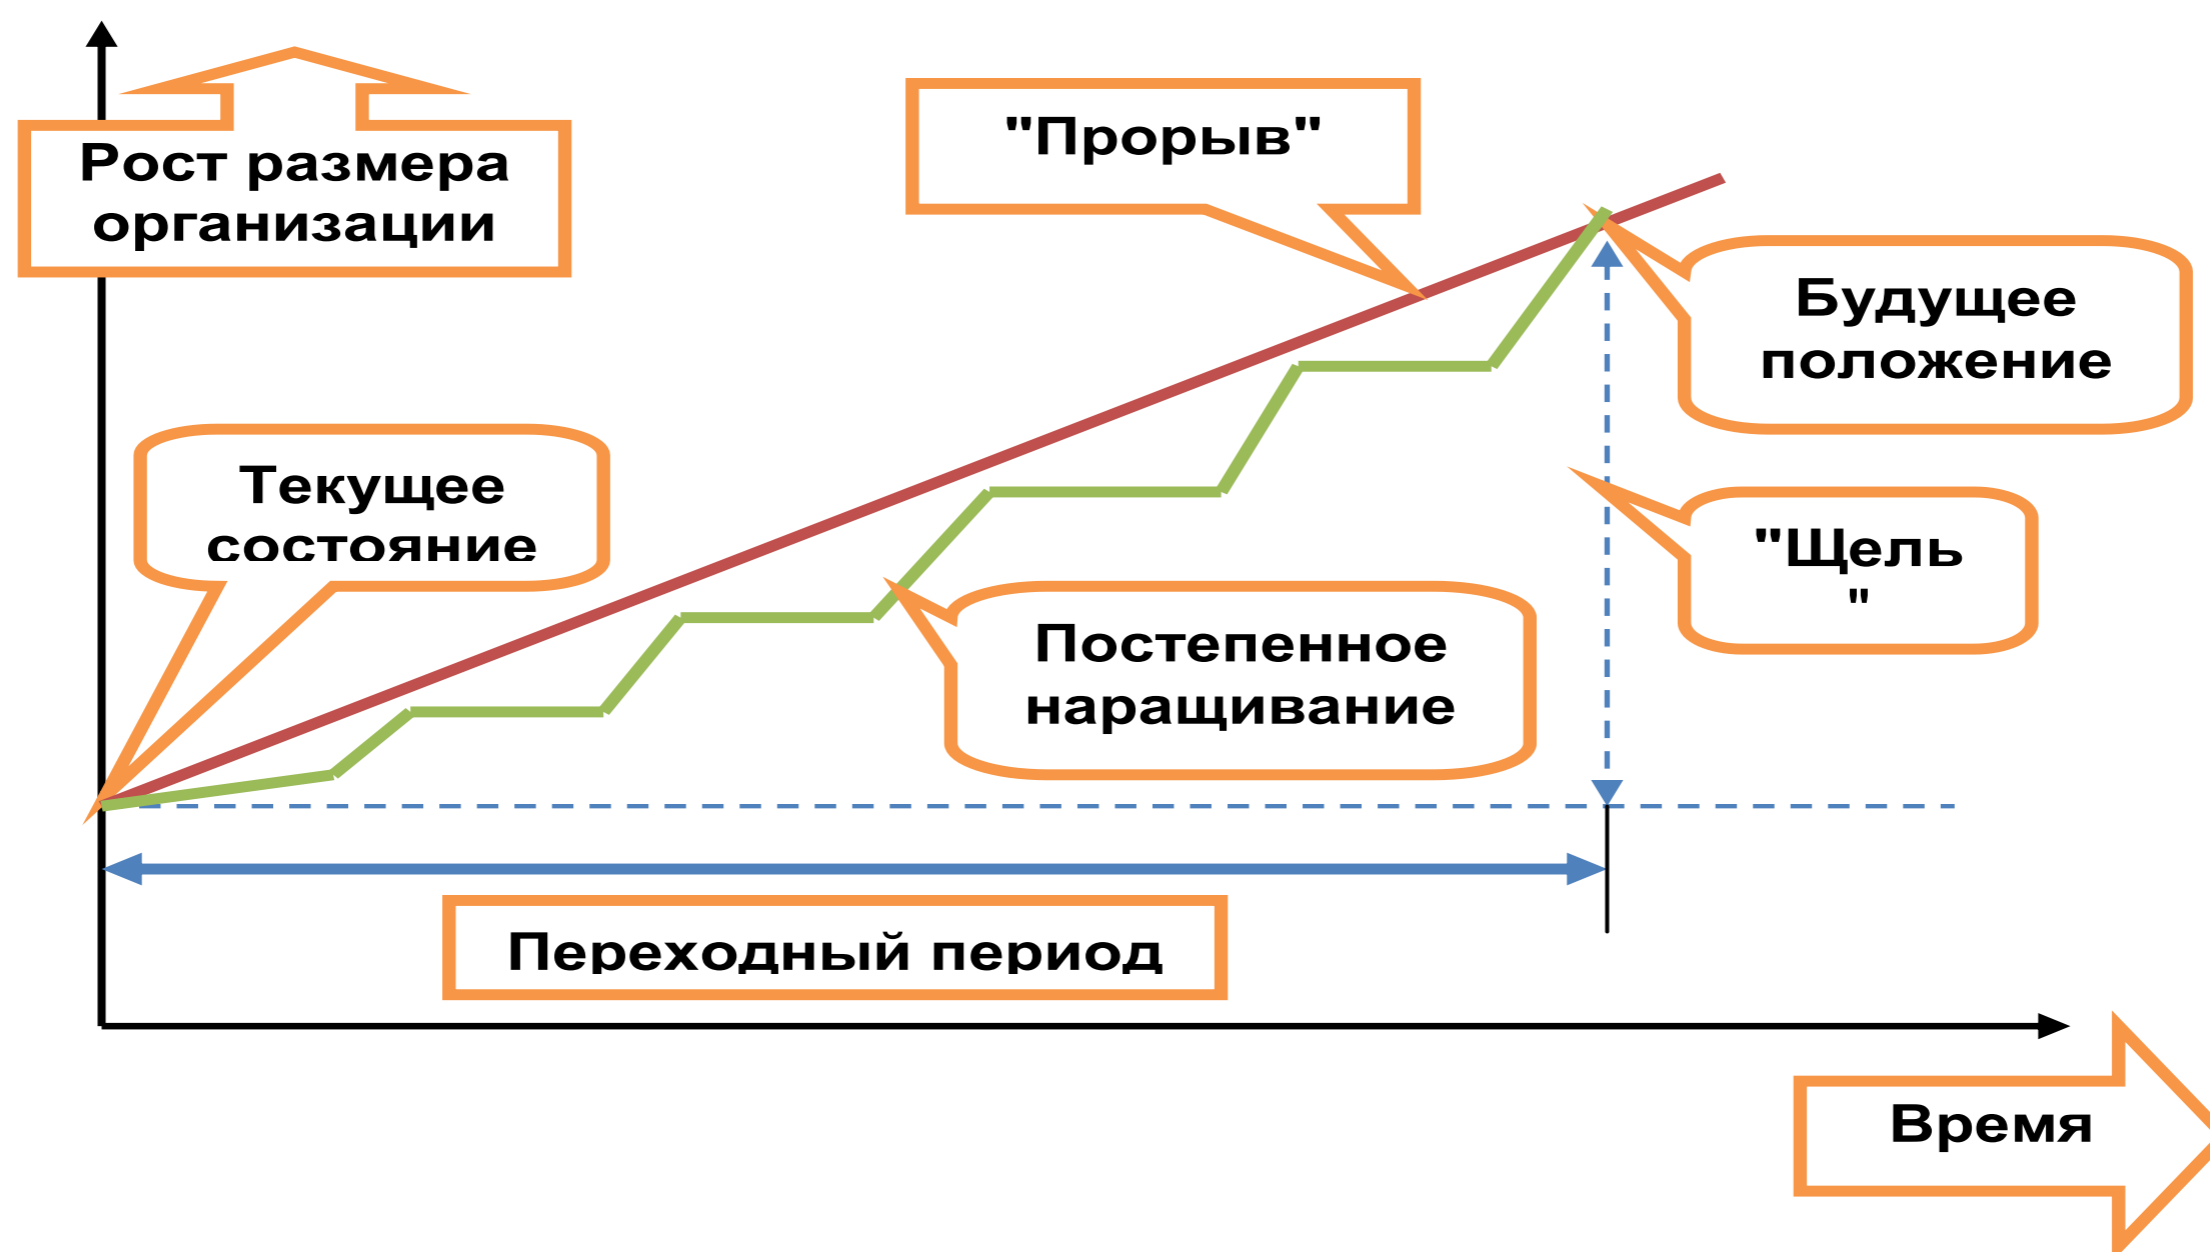 Рост размера
организации
"Прорыв"
Будущее
положение
Текущее
состояние
"Щель
"
Постепенное
наращивание
Переходный период
Время